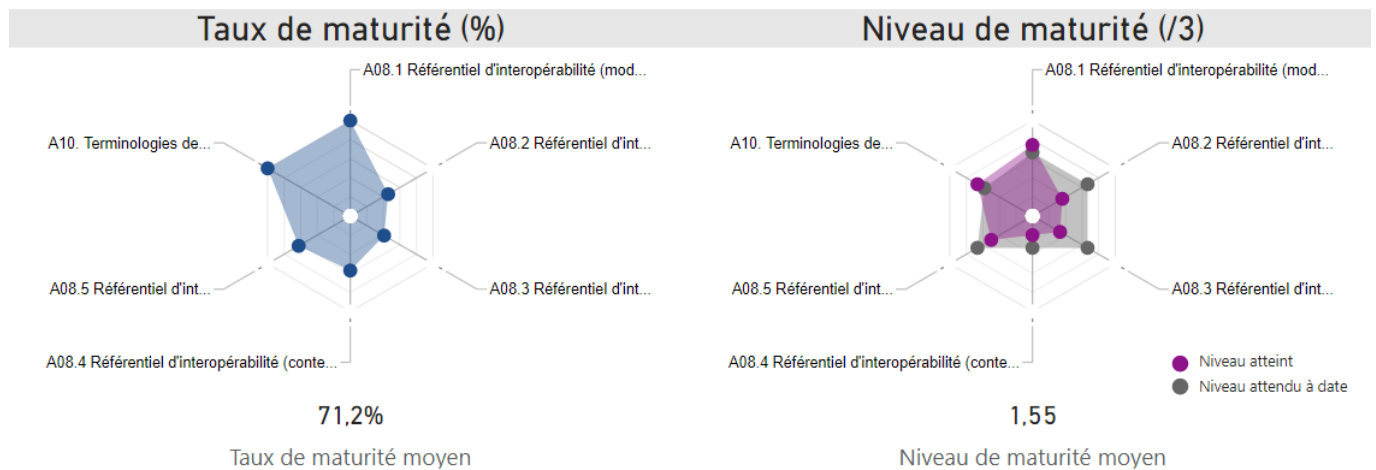 Taux de maturité (%)
Niveau de maturité (/3)
A08.1 Référentiel d'interopérabilité (mod...
A10. Terminologies de...
A08.2 Référentiel d'int...
A08.5 Référentiel d'int...
A08.3 Référentiel d'int...
A08.4 Référentiel d'interopérabilité (conte...
71,2%
Taux de maturité moyen
A08.1 Référentiel d'interopérabilité (mod...
A10. Terminologies de...
A08.2 Référentiel d'int...
A08.5 Référentiel d'int...
A08.3 Référentiel d'int...
A08.4 Référentiel d'interopérabilité (conte...
Niveau atteint
Niveau attendu à date
1,55
Niveau de maturité moyen